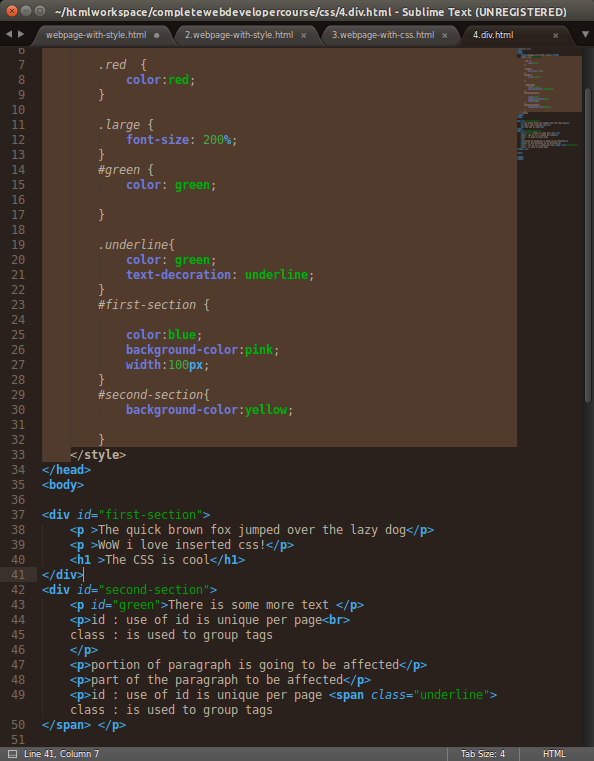 ~/htmlworkspace/completewebdevelopercourse/css/4.div.html - Sublime Text (UNREGISTERED)
webpage-with-style.html 2.webpage-with-style.html × 3.webpage-with-css.html × 4.div.html ×
6
7 .red {
8 color:red;
9 }
10
11 .large {
12 font-size: 200%;
13 }
14 #green {
15 color: green;
16
17 }
18
19 .underline{
20 color: green;
21 text-decoration: underline;
22 }
23 #first-section {
24
25 color:blue;
26 background-color:pink;
27 width:100px;
28 }
29 #second-section{
30 background-color:yellow;
31
32 }
33 </style>
34 </head>
35 <body>
36
37 <div id="first-section">
38 <p >The quick brown fox jumped over the lazy dog</p>
39 <p >WoW i love inserted css!</p>
40 <h1 >The CSS is cool</h1>
41 </div>
42 <div id="second-section">
43 <p id="green">There is some more text </p>
44 <p>id : use of id is unique per page<br>
45 class : is used to group tags
46 </p>
47 <p>portion of paragraph is going to be affected</p>
48 <p>part of the paragraph to be affected</p>
49 <p>id : use of id is unique per page <span class="underline">
class : is used to group tags
50 </span> </p>
51
Line 41, Column 7 Tab Size: 4 HTML